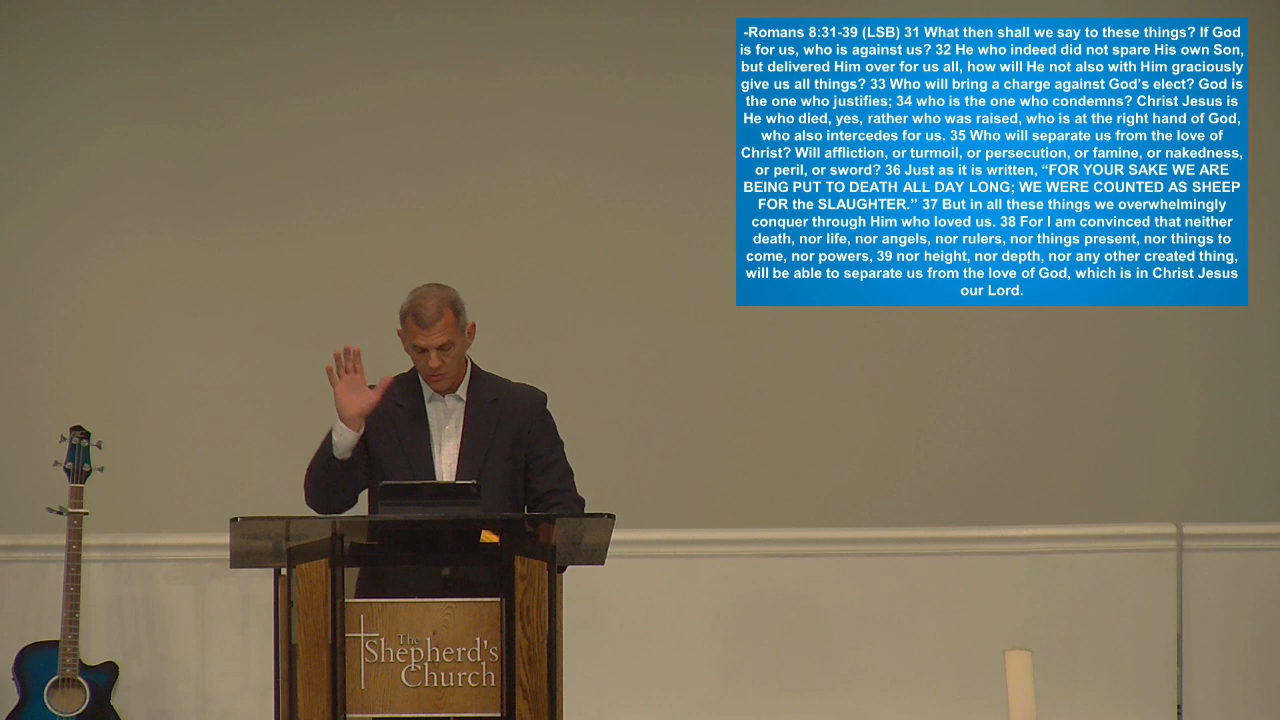 -Romans 8:31-39 (LSB) 31 What then shall we say to these things? If God
is for us, who is against us? 32 He who indeed did not spare His own Son,
but delivered Him over for us all, how will He not also with Him graciously
give us all things? 33 Who will bring a charge against God’s elect? God is
the one who justifies; 34 who is the one who condemns? Christ Jesus is
He who died, yes, rather who was raised, who is at the right hand of God,
who also intercedes for us. 35 Who will separate us from the love of
Christ? Will affliction, or turmoil, or persecution, or famine, or nakedness,
or peril, or sword? 36 Just as it is written, “FOR YOUR SAKE WE ARE
BEING PUT TO DEATH ALL DAY LONG; WE WERE COUNTED AS SHEEP
FOR the SLAUGHTER.” 37 But in all these things we overwhelmingly
conquer through Him who loved us. 38 For I am convinced that neither
death, nor life, nor angels, nor rulers, nor things present, nor things to
come, nor powers, 39 nor height, nor depth, nor any other created thing,
will be able to separate us from the love of God, which is in Christ Jesus
our Lord.
The
Shepherd's
Church